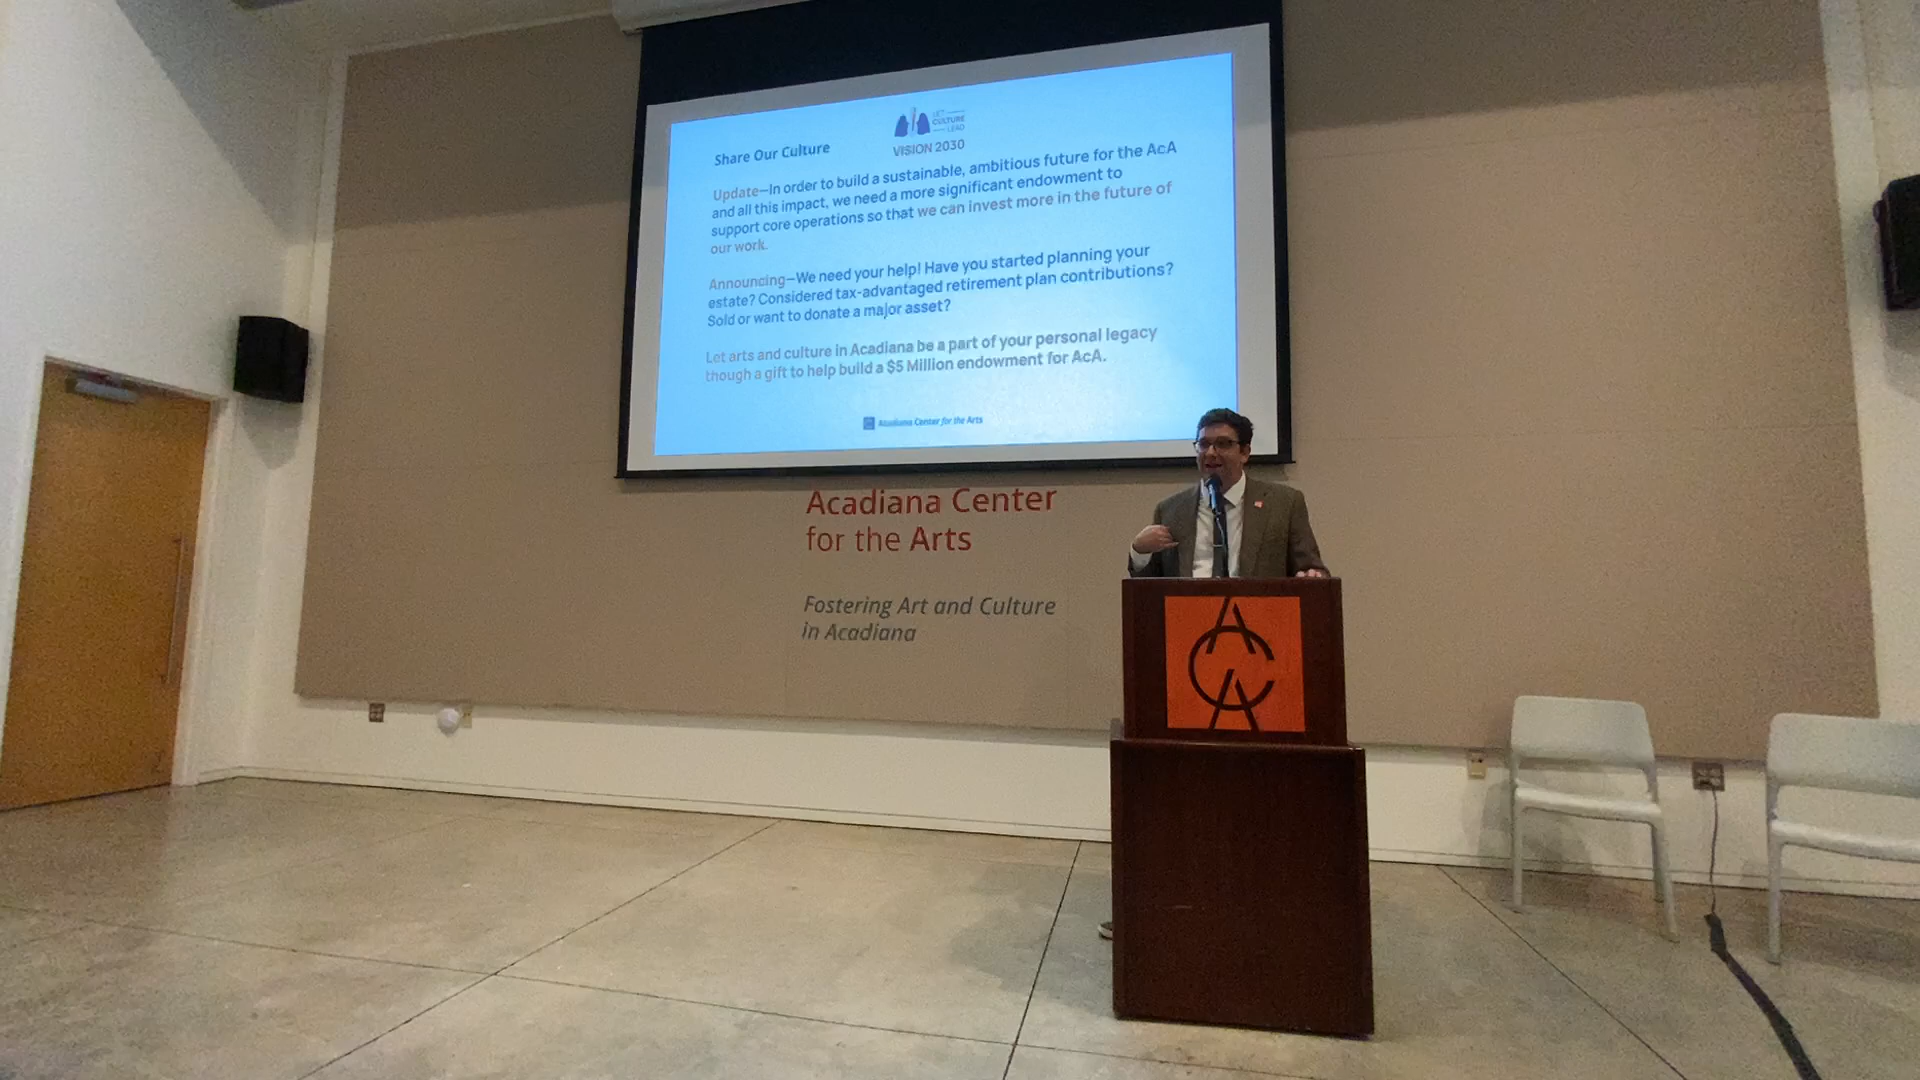 LET
CULTURE
LEAD
VISION 2030
Share Our Culture
Update—In order to build a sustainable, ambitious future for the AcA
and all this impact, we need a more significant endowment to
support core operations so that we can invest more in the future of
our work.
Announcing—We need your help! Have you started planning your
estate? Considered tax-advantaged retirement plan contributions?
Sold or want to donate a major asset?
Let arts and culture in Acadiana be a part of your personal legacy
though a gift to help build a $5 Million endowment for AcA.
Acadiana Center for the Arts
Acadiana Center
for the Arts
Fostering Art and Culture
in Acadiana
ACA